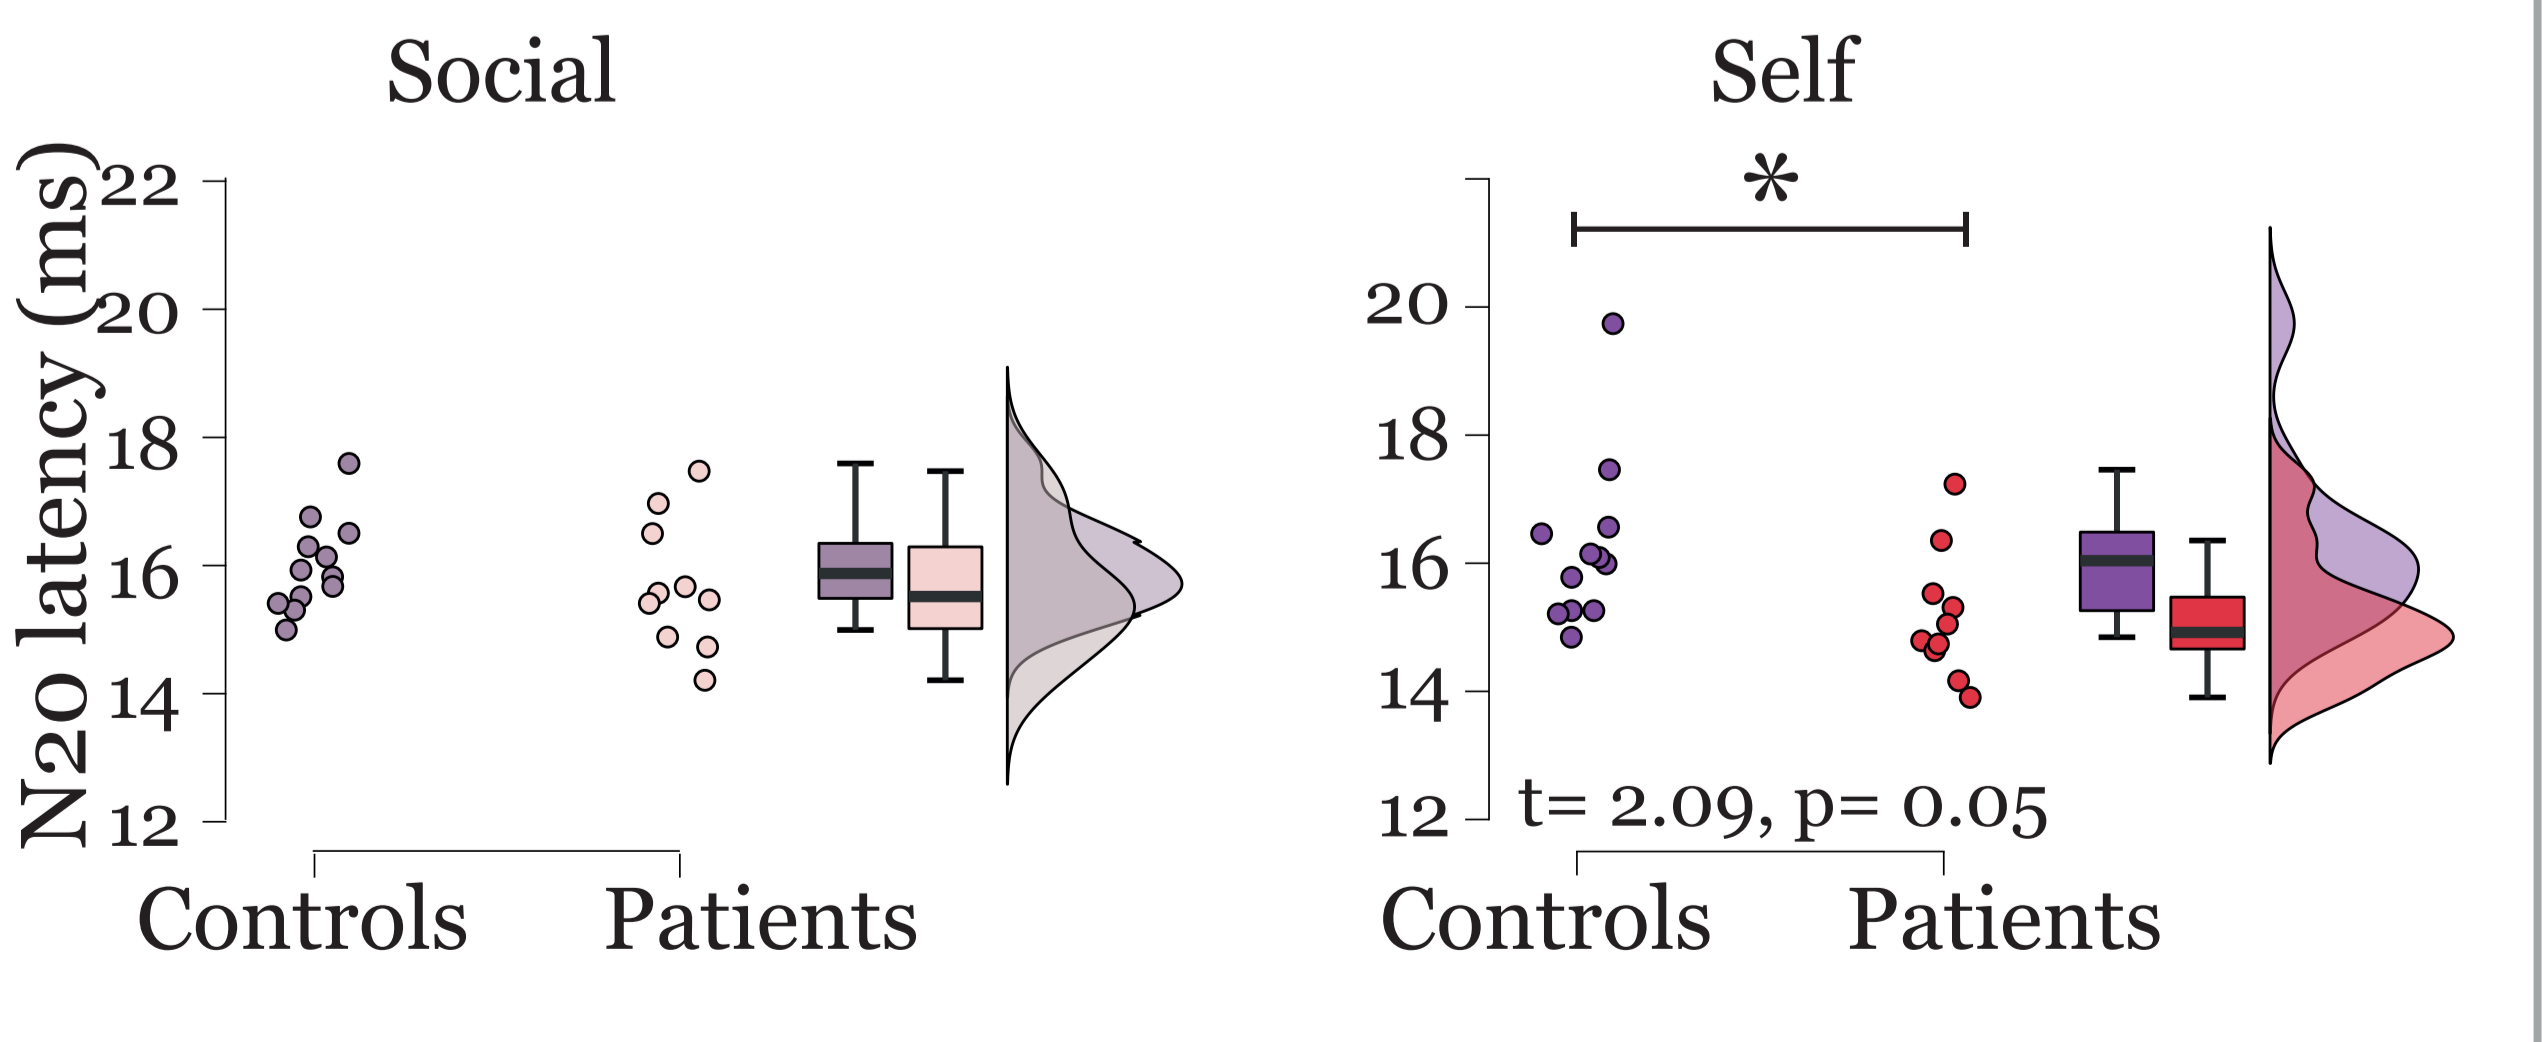 Social
Self
*
N20 latency (ms)
22
20
18
16
14
12
Controls
Patients
20
18
16
14
12
t= 2.09, p= 0.05
Controls
Patients